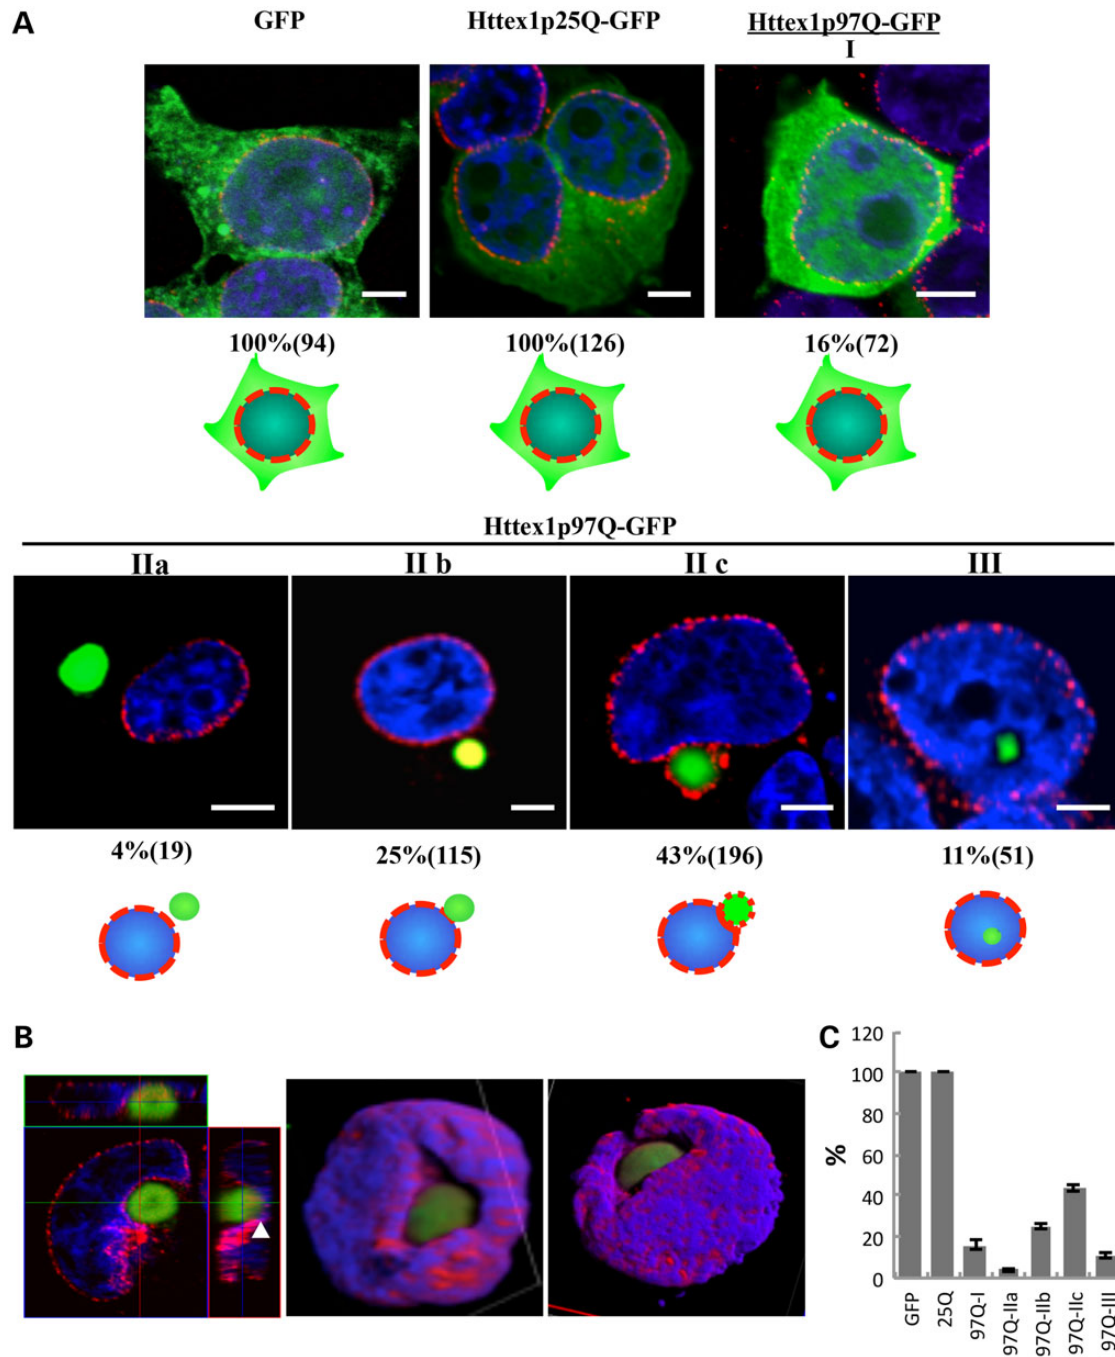 A
GFP
Httex1p25Q-GFP
Httex1p97Q-GFP
I
100%(94)
100%(126)
16%(72)
Httex1p97Q-GFP
IIa
II b
II c
III
4%(19)
25%(115)
43%(196)
11%(51)
B
C
120
100
80
60
40
20
0
%
GFP
25Q
97Q-I
97Q-IIa
97Q-IIb
97Q-IIc
97Q-III